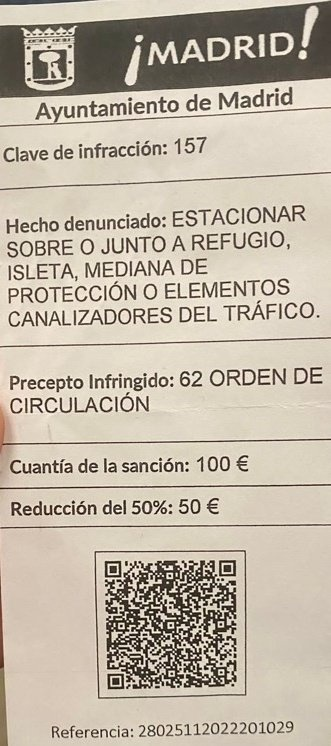 ¡MADRID!
Ayuntamiento de Madrid
Clave de infracción: 157
Hecho denunciado: ESTACIONAR
SOBRE O JUNTO A REFUGIO,
ISLETA, MEDIANA DE
PROTECCIÓN O ELEMENTOS
CANALIZADORES DEL TRÁFICO.
Precepto Infringido: 62 ORDEN DE
CIRCULACIÓN
Cuantía de la sanción: 100 €
Reducción del 50%: 50 €
Referencia: 28025112022201029